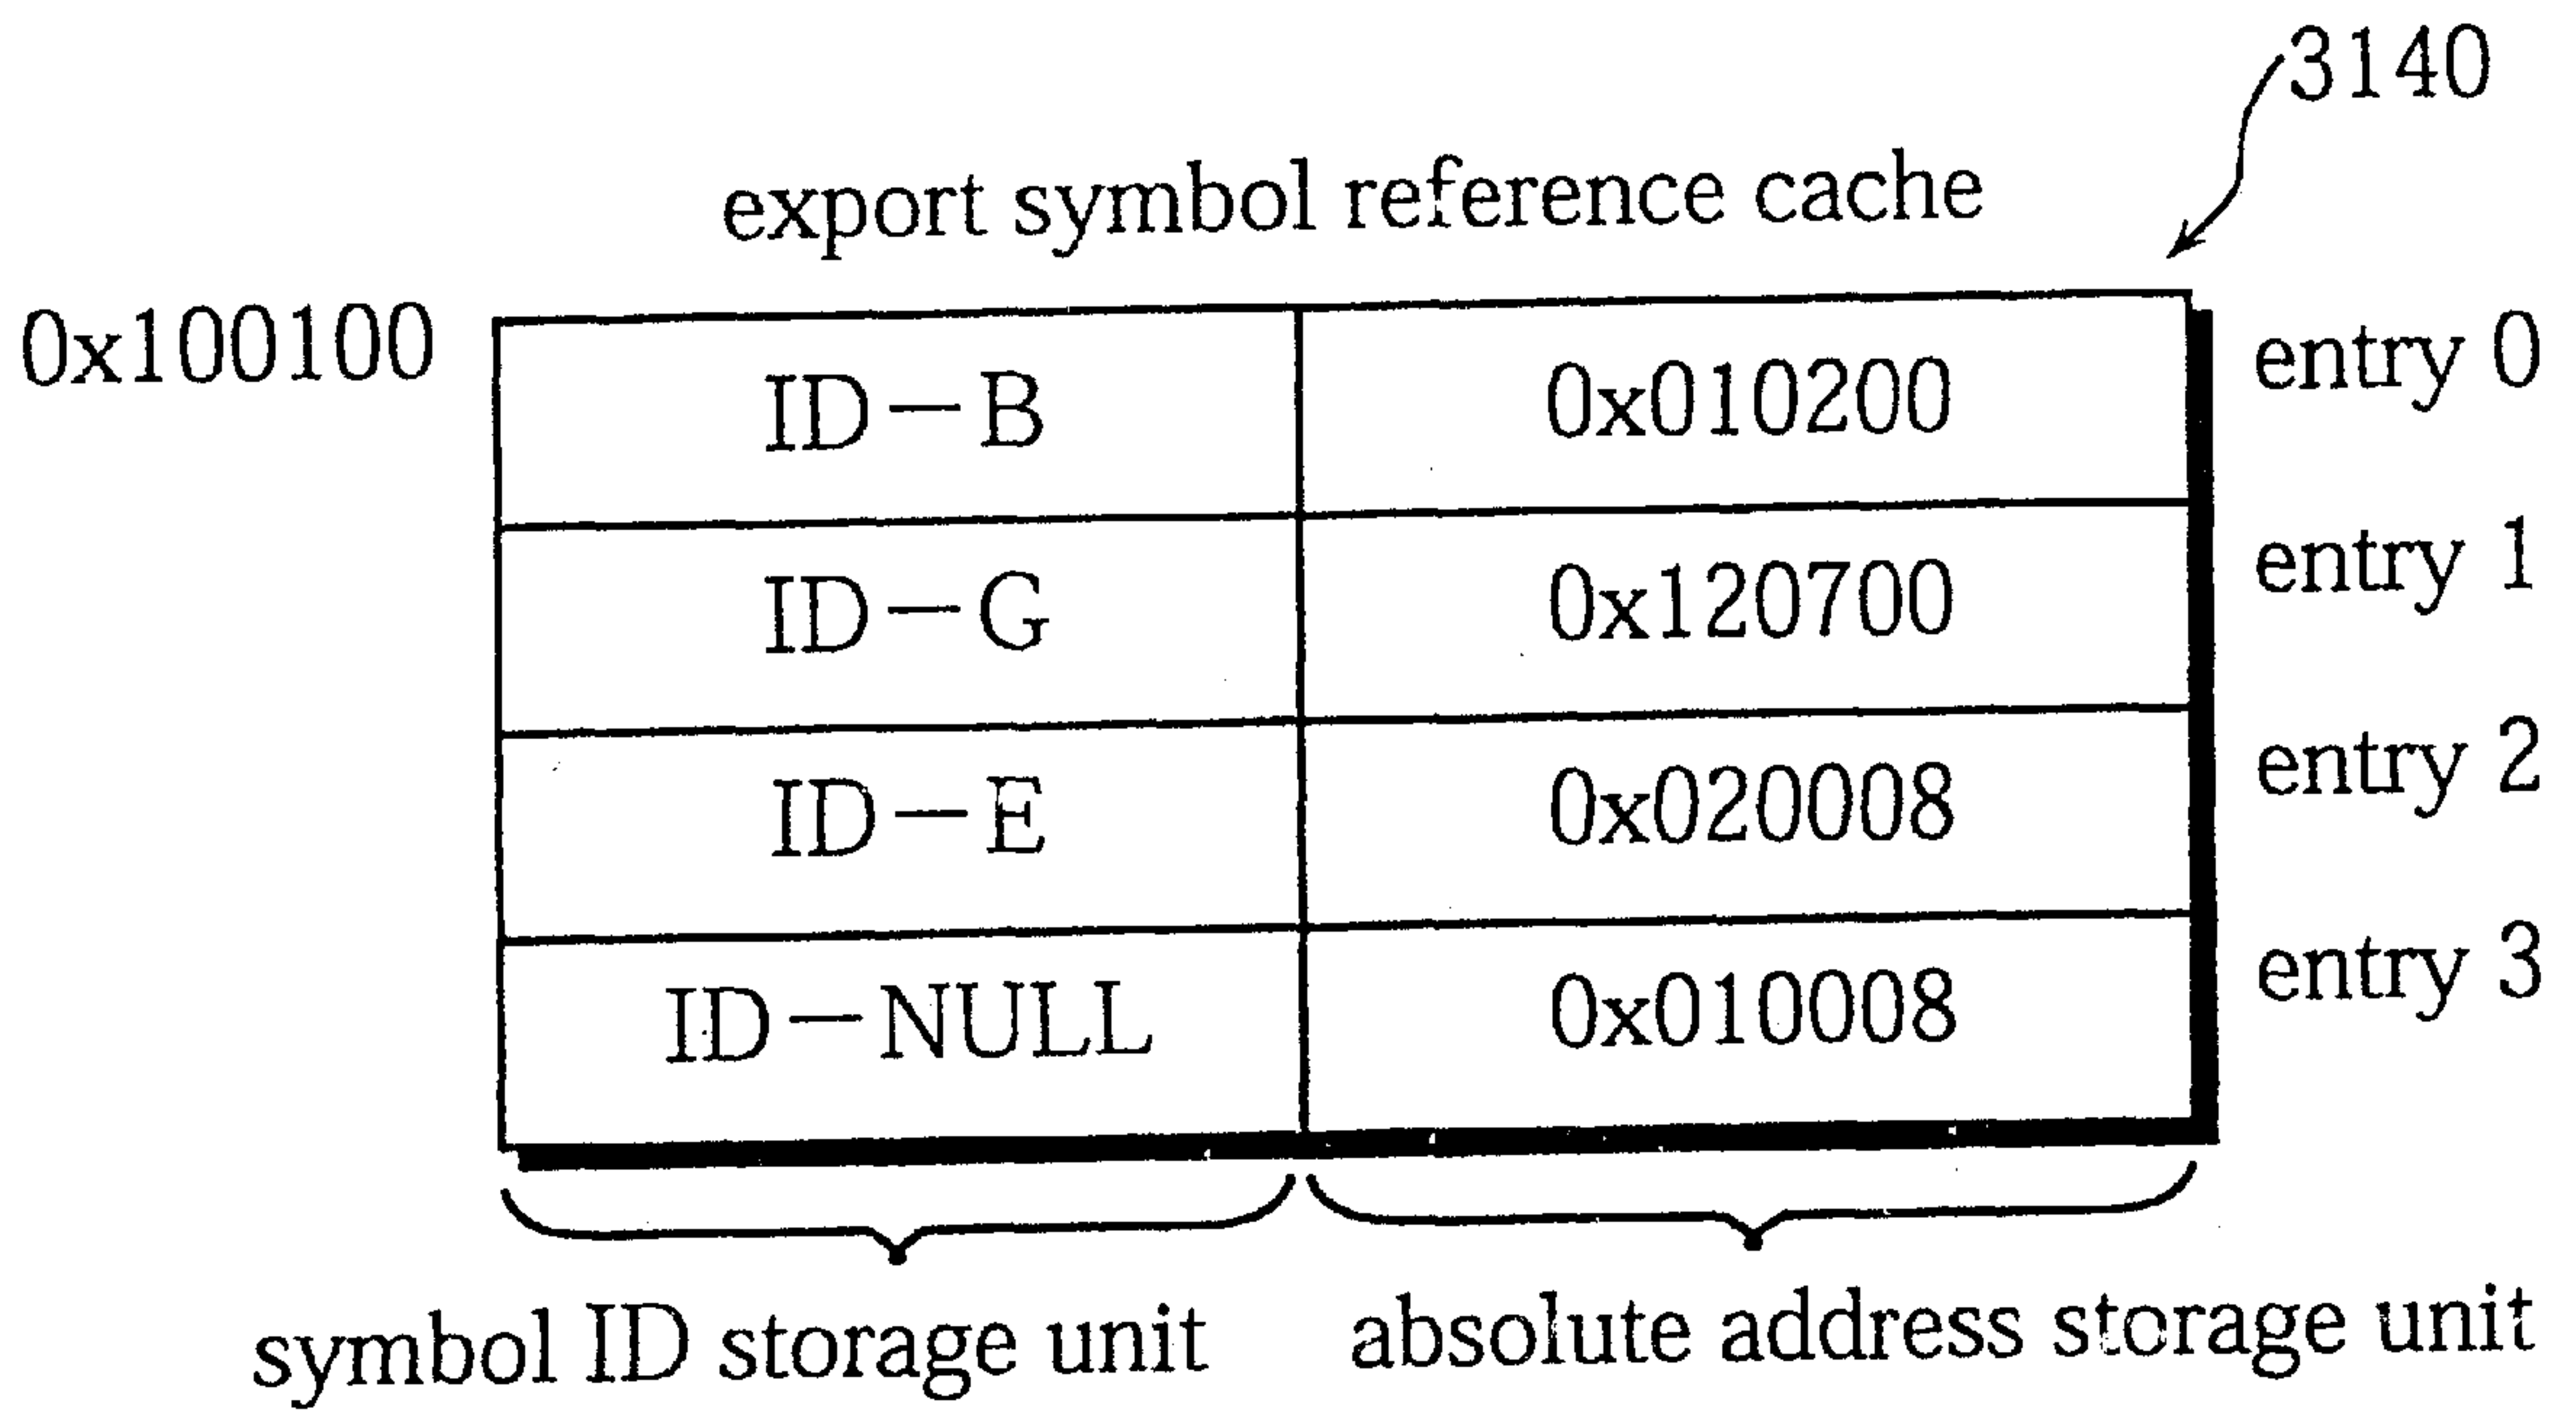 3140
export symbol reference cache
0x100100
ID-B 0x010200 entry 0
ID-G 0x120700 entry 1
ID-E 0x020008 entry 2
ID-NULL 0x010008 entry 3
symbol ID storage unit absolute address storage unit